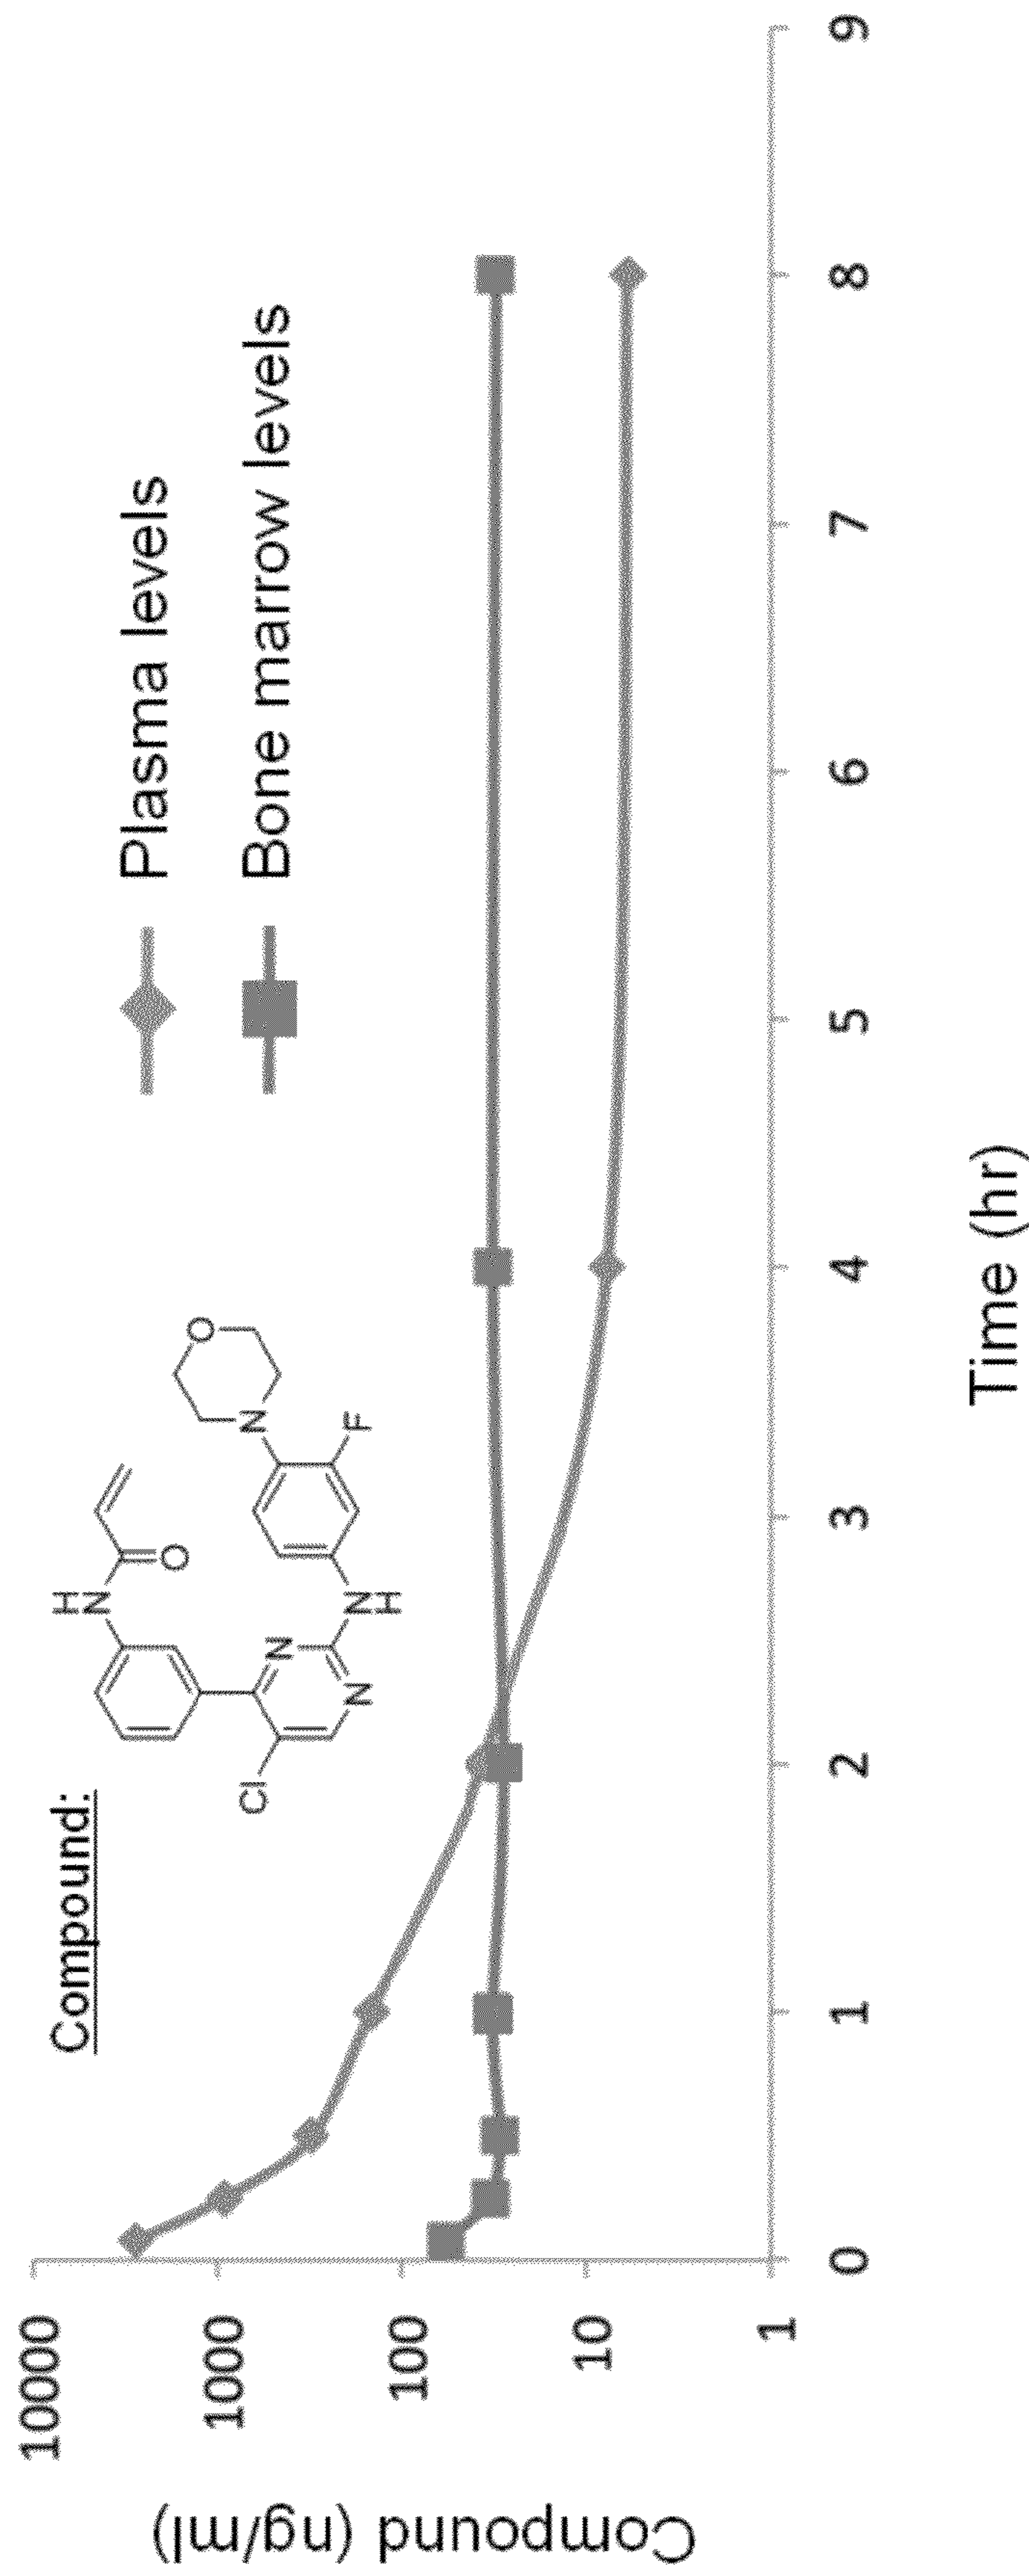 Compound:
H
N
O
Cl
N
N
N
H
F
N
O
Plasma levels
Bone marrow levels
Compound (ng/ml)
10000
1000
100
10
1
0 1 2 3 4 5 6 7 8 9
Time (hr)